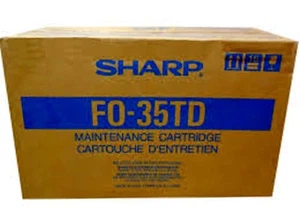 SHARP
FO-35TD
MAINTENANCE CARTRIDGE
CARTOUCHE D'ENTRETIEN